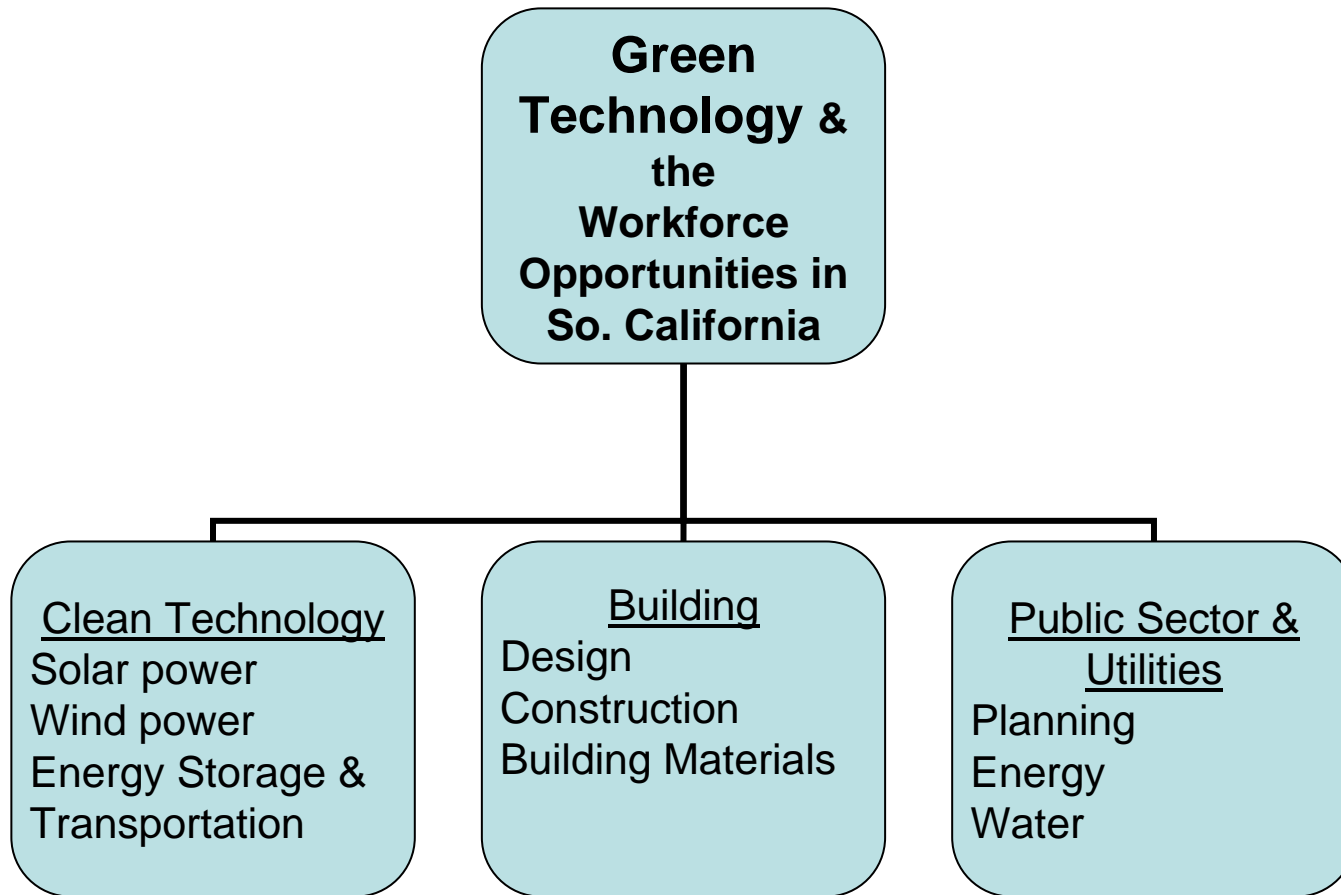 Green
Technology &
the
Workforce
Opportunities in
So. California
Clean Technology
Solar power
Wind power
Energy Storage &
Transportation
Building
Design
Construction
Building Materials
Public Sector &
Utilities
Planning
Energy
Water